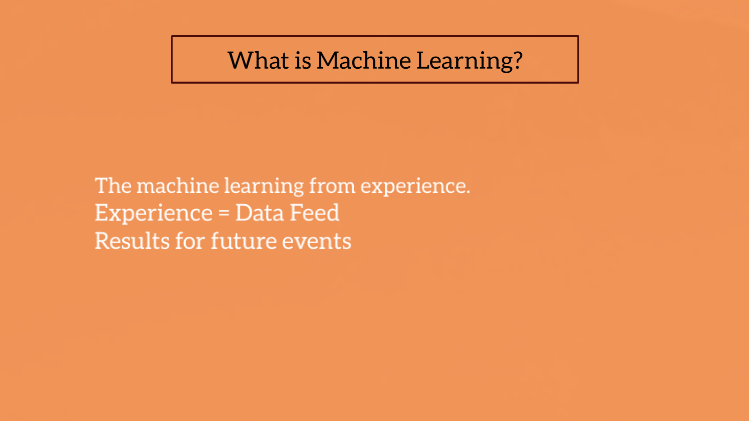 What is Machine Learning?
The machine learning from experience.
Experience = Data Feed
Results for future events